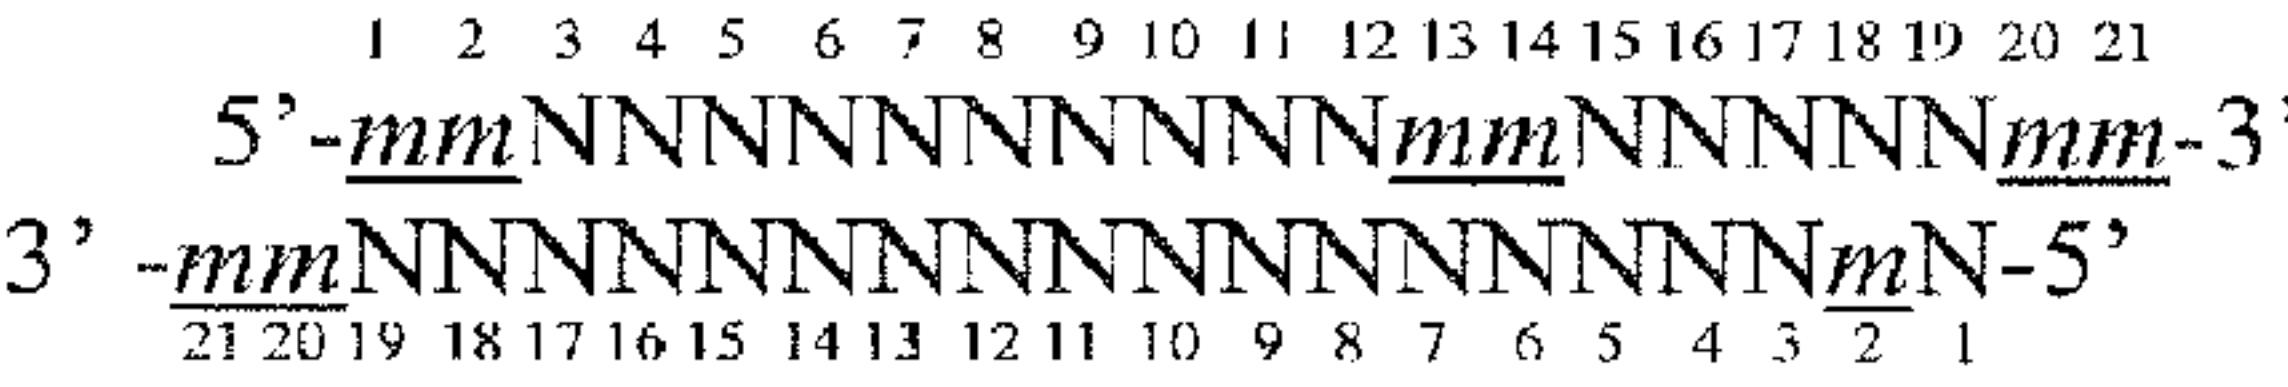 1 2 3 4 5 6 7 8 9 10 11 12 13 14 15 16 17 18 19 20 21
5’-mmNNNNNNNNNNmmNNNNNmm-3’
3’ -mmNNNNNNNNNNNNNNNNNmN-5’
21 20 19 18 17 16 15 14 13 12 11 10 9 8 7 6 5 4 3 2 1